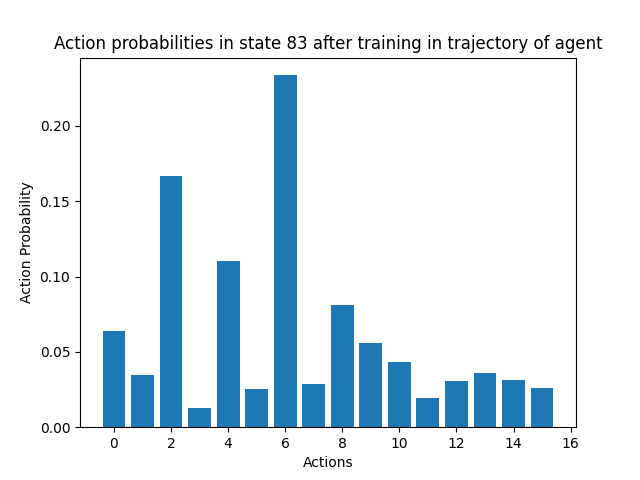 Action probabilities in state 83 after training in trajectory of agent
Action Probability
0.20
0.15
0.10
0.05
0.00
0 2 4 6 8 10 12 14 16
Actions